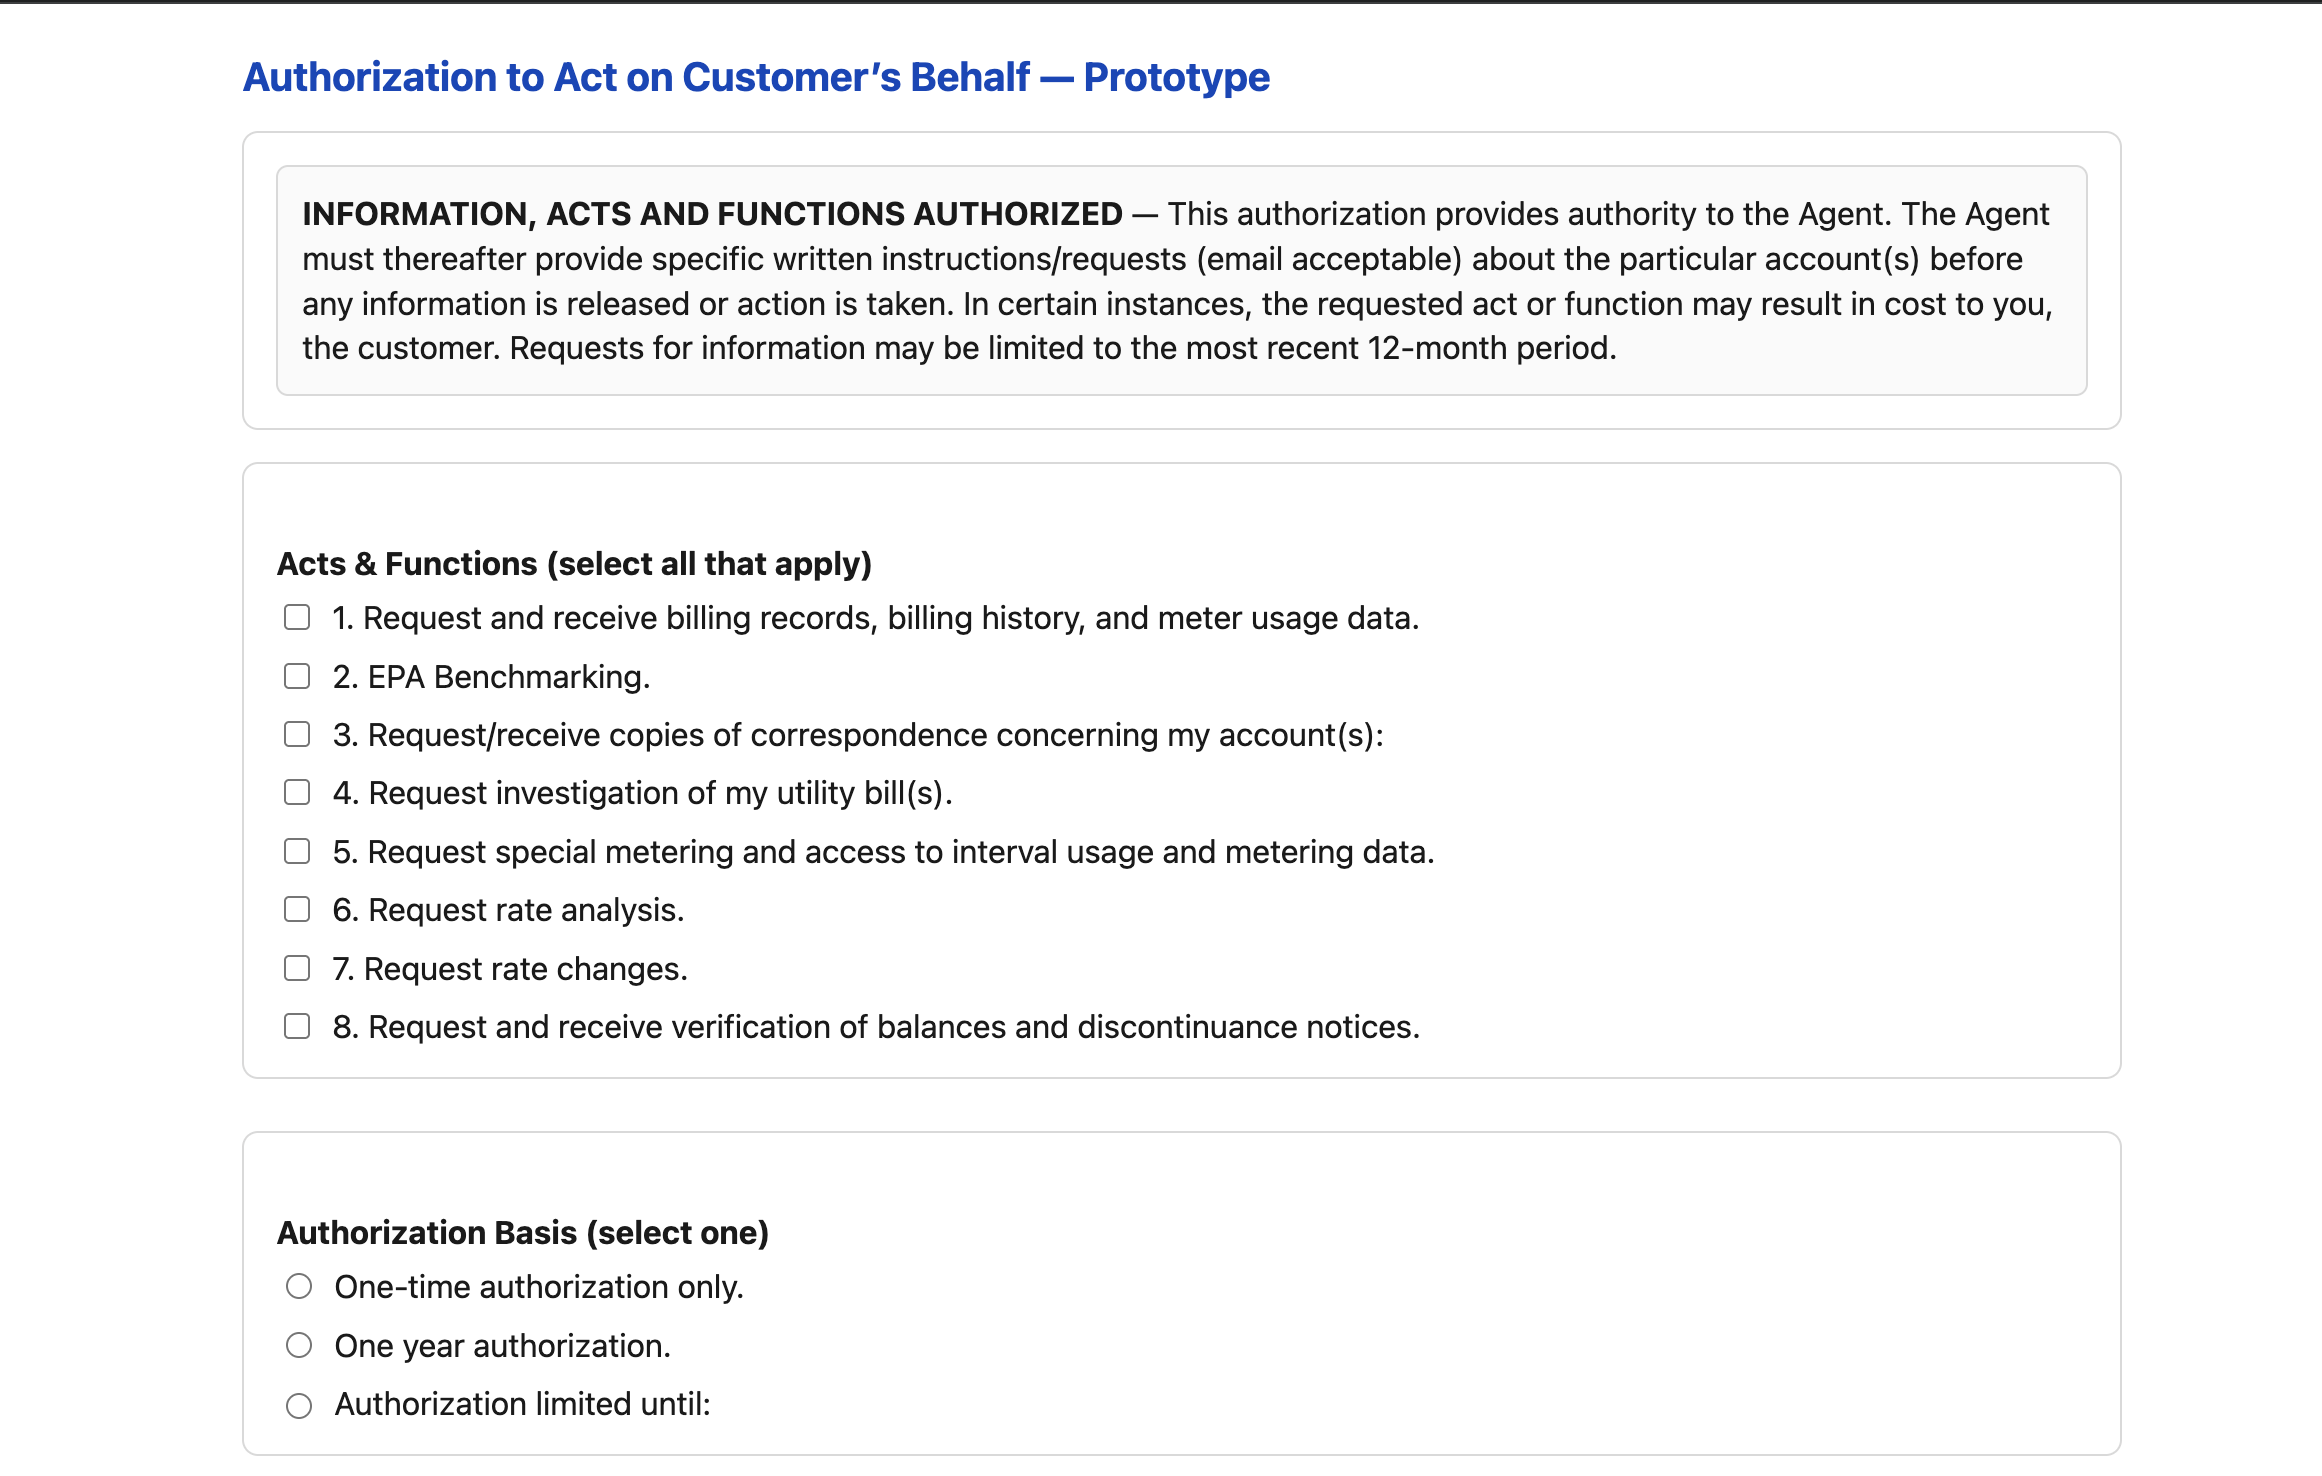 Authorization to Act on Customer’s Behalf — Prototype
INFORMATION, ACTS AND FUNCTIONS AUTHORIZED — This authorization provides authority to the Agent. The Agent
must thereafter provide specific written instructions/requests (email acceptable) about the particular account(s) before
any information is released or action is taken. In certain instances, the requested act or function may result in cost to you,
the customer. Requests for information may be limited to the most recent 12-month period.
Acts & Functions (select all that apply)
1. Request and receive billing records, billing history, and meter usage data.
2. EPA Benchmarking.
3. Request/receive copies of correspondence concerning my account(s):
4. Request investigation of my utility bill(s).
5. Request special metering and access to interval usage and metering data.
6. Request rate analysis.
7. Request rate changes.
8. Request and receive verification of balances and discontinuance notices.
Authorization Basis (select one)
One-time authorization only.
One year authorization.
Authorization limited until: